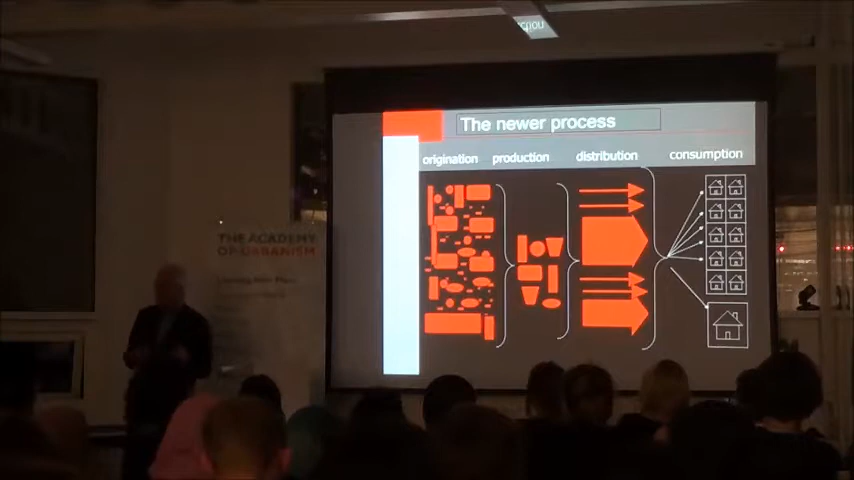 The newer process
origination production distribution consumption
THE ACADEMY
OF URBANISM